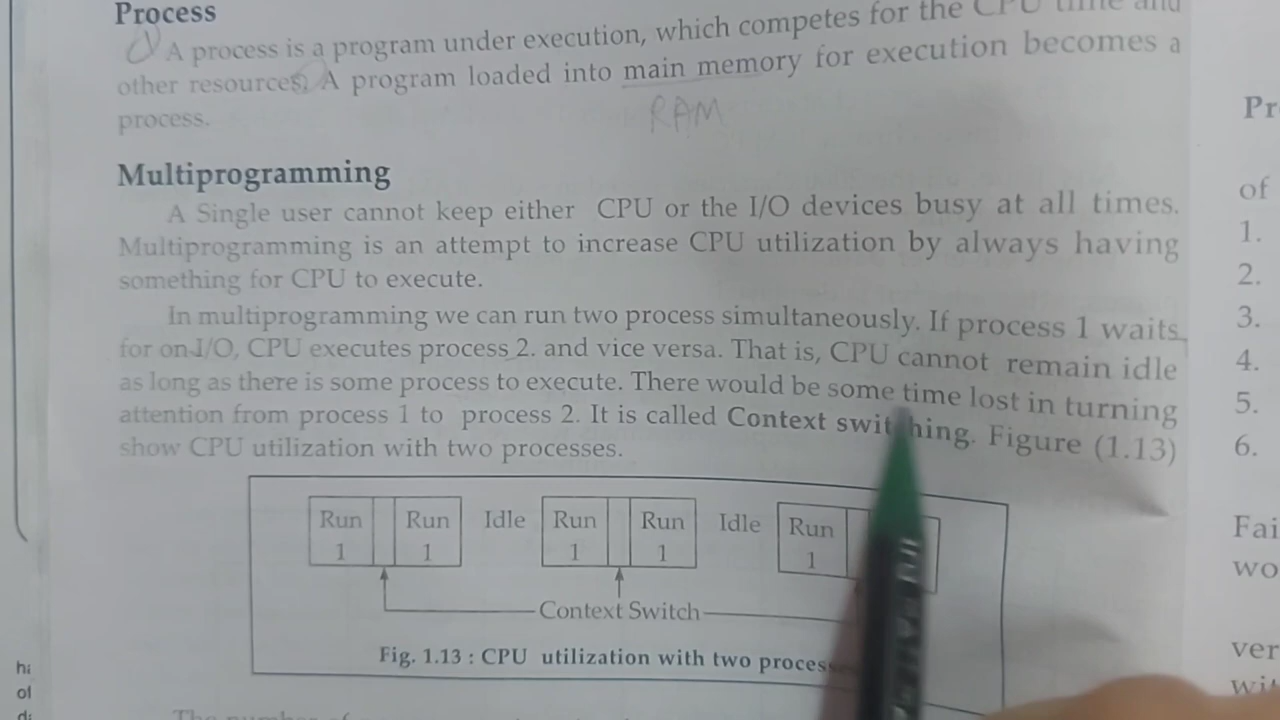 Process
A process is a program under execution, which competes for the CPU time and
other resources. A program loaded into main memory for execution becomes a
process.
RAM
Multiprogramming
A Single user cannot keep either CPU or the I/O devices busy at all times.
Multiprogramming is an attempt to increase CPU utilization by always having
something for CPU to execute.
In multiprogramming we can run two process simultaneously. If process 1 waits
for on I/O, CPU executes process 2. and vice versa. That is, CPU cannot remain idle
as long as there is some process to execute. There would be some time lost in turning
attention from process 1 to process 2. It is called Context switching. Figure (1.13)
show CPU utilization with two processes.
Run Run Idle Run Run Idle Run
1 1 1 1 1
Context Switch
Fig. 1.13 : CPU utilization with two proces
The number of
Pr
of
1.
2.
3.
4.
5.
6.
Fai
wo
ver
wit
hi
of